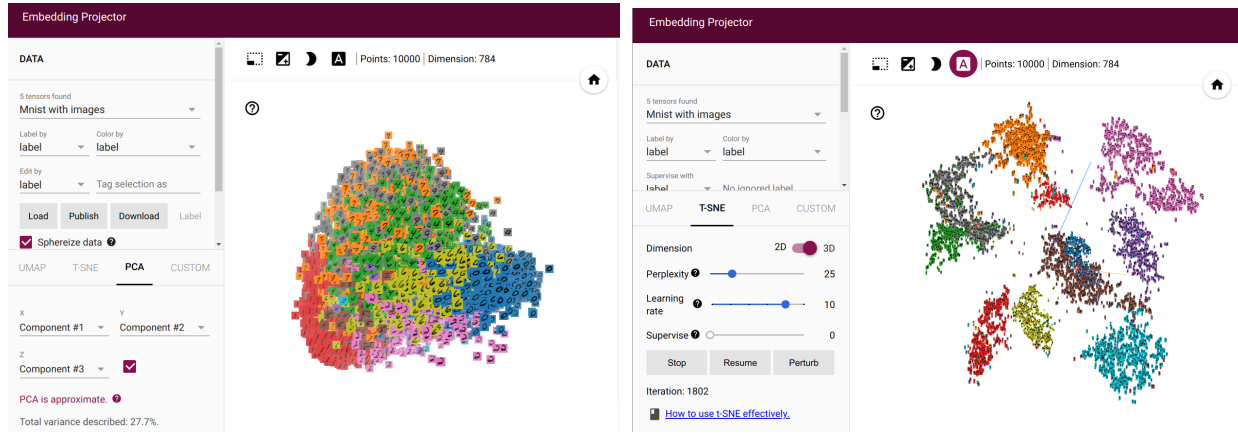 Embedding Projector
DATA
A | Points: 10000 | Dimension: 784
5 tensors found
Mnist with images
Label by Color by
label label
Edit by
label Tag selection as
Load Publish Download Label
Sphereize data
UMAP T-SNE PCA CUSTOM
X Y
Component #1 Component #2
Z
Component #3
PCA is approximate.
Total variance described: 27.7%.
Embedding Projector
DATA
A | Points: 10000 | Dimension: 784
5 tensors found
Mnist with images
Label by Color by
label label
Supervise with
label No ignored label
UMAP T-SNE PCA CUSTOM
Dimension 2D 3D
Perplexity 25
Learning
rate 10
Supervise 0
Stop Resume Perturb
Iteration: 1802
How to use t-SNE effectively.